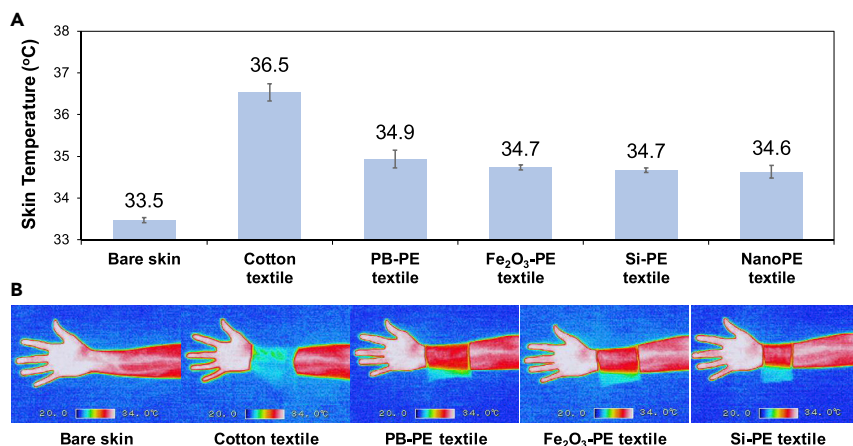 A
Skin Temperature (°C)
38
37
36
35
34
33
33.5
36.5
34.9
34.7
34.7
34.6
Bare skin
Cotton
textile
PB-PE
textile
Fe₂O₃-PE
textile
Si-PE
textile
NanoPE
textile
B
20.0 34.0℃
20.0 34.0℃
20.0 34.0℃
20.0 34.0℃
20.0 34.0℃
Bare skin
Cotton textile
PB-PE textile
Fe₂O₃-PE textile
Si-PE textile